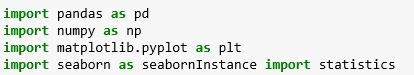 import pandas as pd
import numpy as np
import matplotlib.pyplot as plt
import seaborn as seabornInstance import statistics